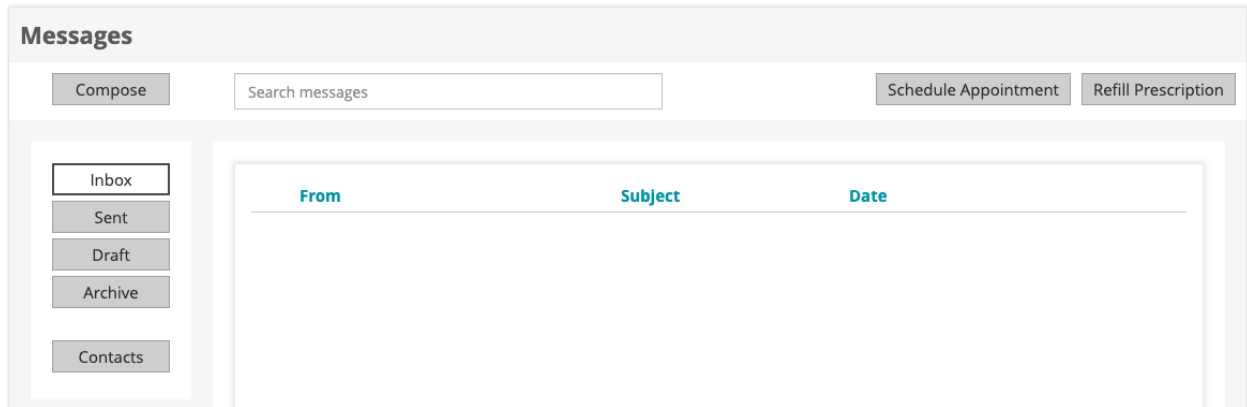 Messages
Compose
Search messages
Schedule Appointment
Refill Prescription
Inbox
Sent
Draft
Archive
Contacts
From Subject Date